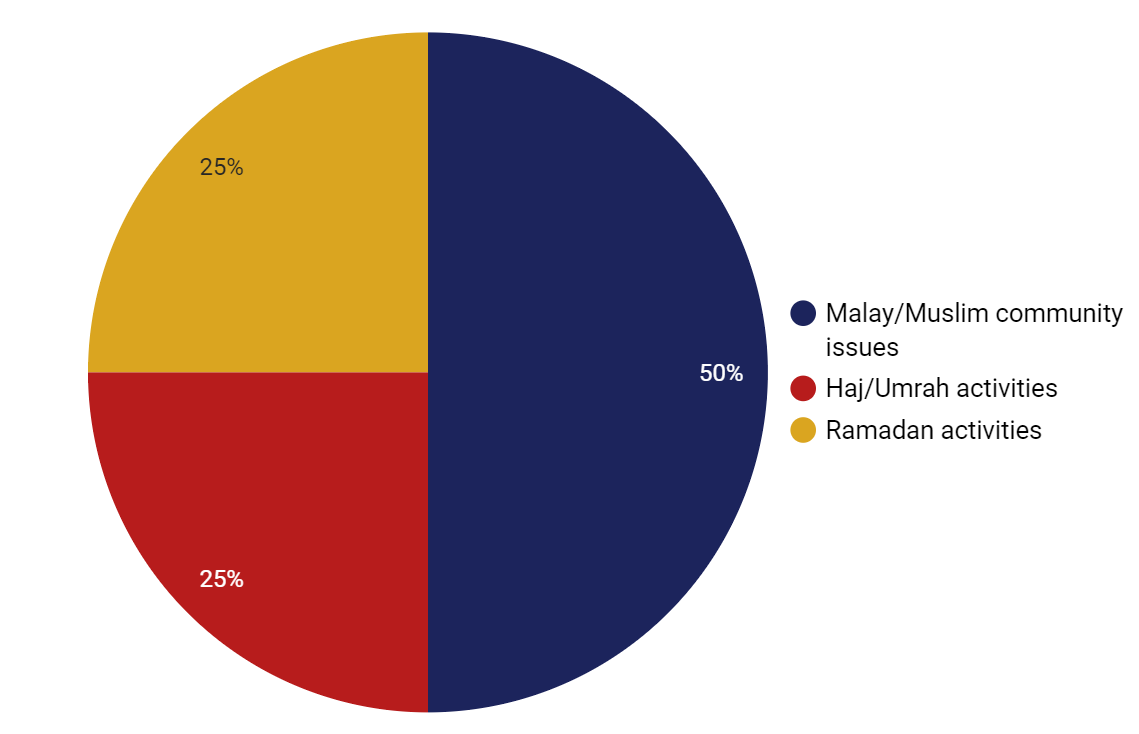 25%
50%
25%
Malay/Muslim community
issues
Haj/Umrah activities
Ramadan activities